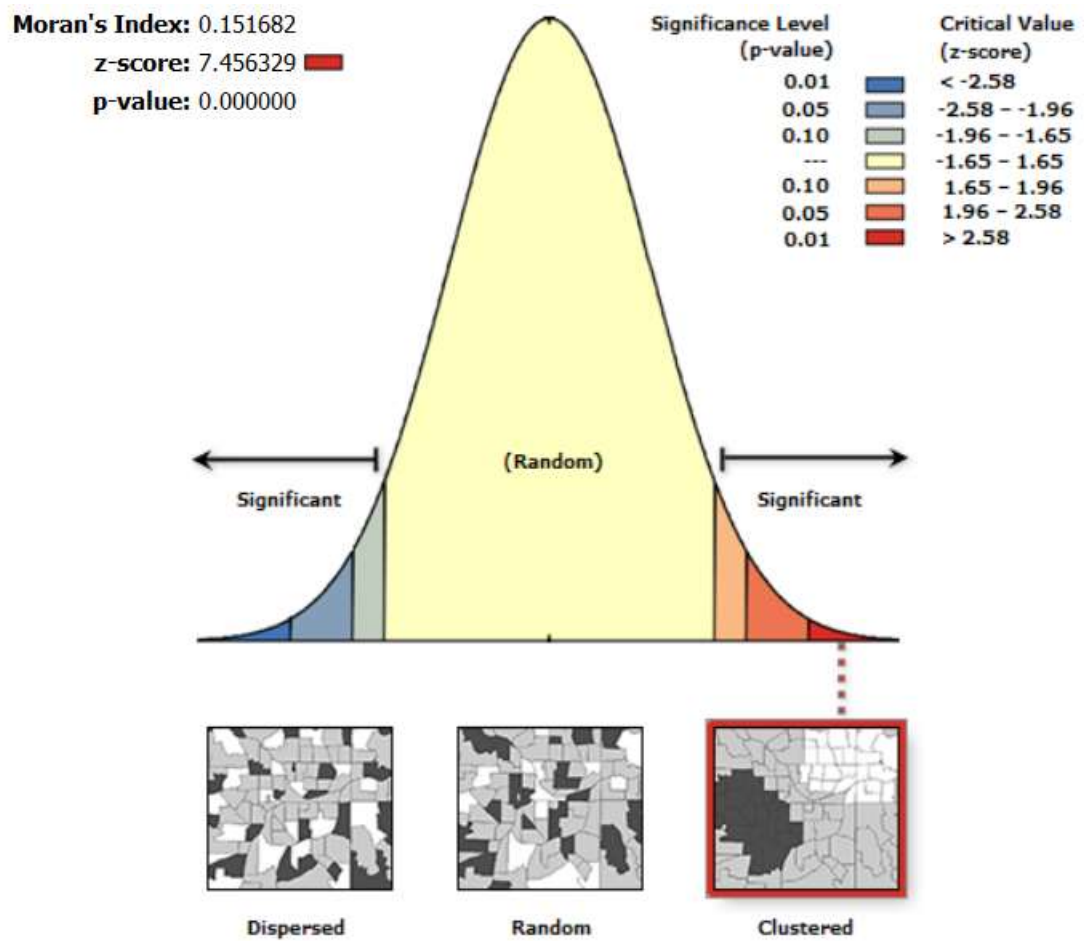 Moran's Index: 0.151682
z-score: 7.456329
p-value: 0.000000
Significance Level Critical Value
(p-value) (z-score)
0.01 < -2.58
0.05 -2.58 – -1.96
0.10 -1.96 – -1.65
--- -1.65 – 1.65
0.10 1.65 – 1.96
0.05 1.96 – 2.58
0.01 > 2.58
(Random)
Significant Significant
Dispersed Random Clustered